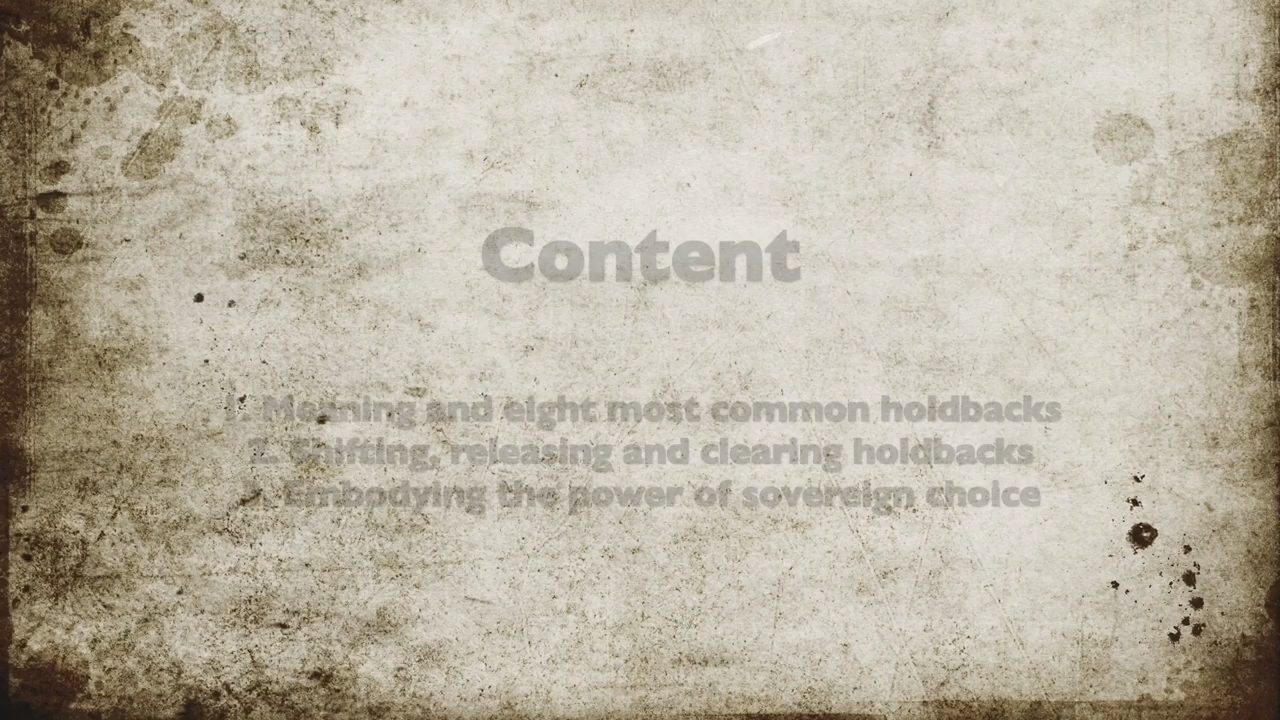 Content
1. Meaning and eight most common holdbacks
2. Shifting, releasing and clearing holdbacks
3. Embodying the power of sovereign choice